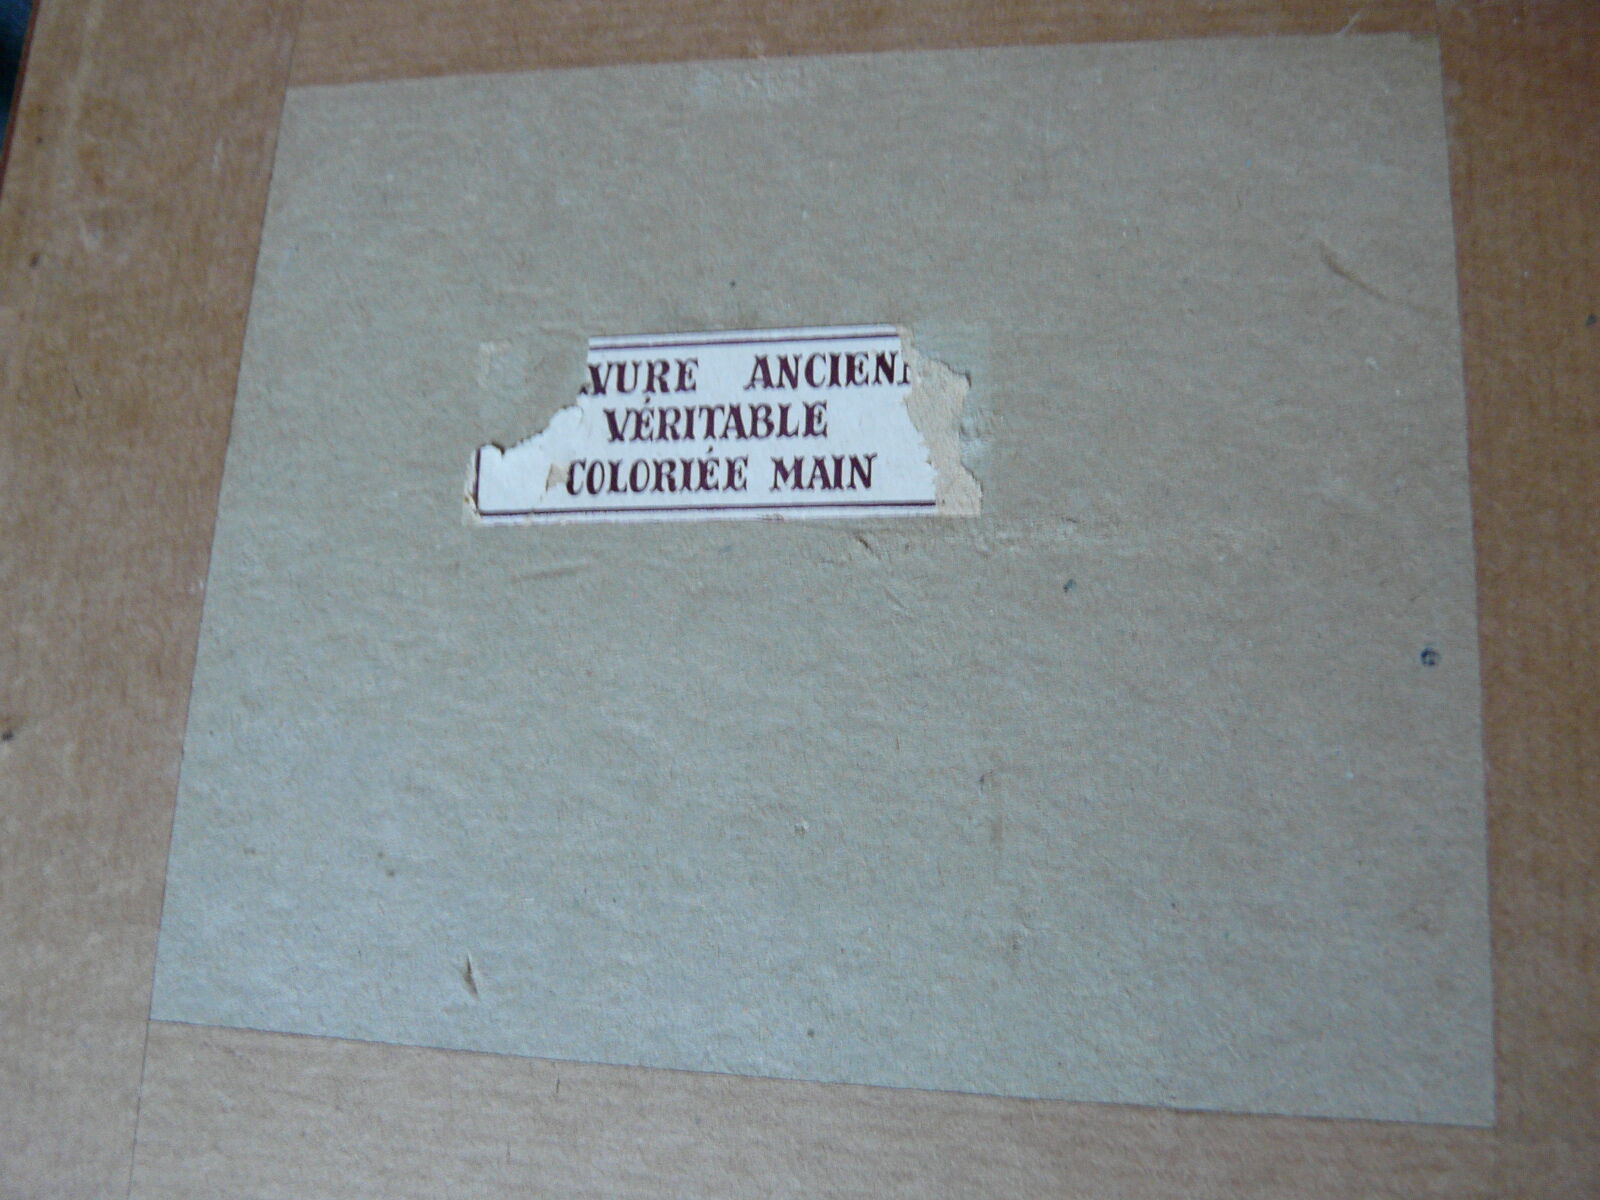 VURE ANCIEN
VÉRITABLE
COLORIÉE MAIN